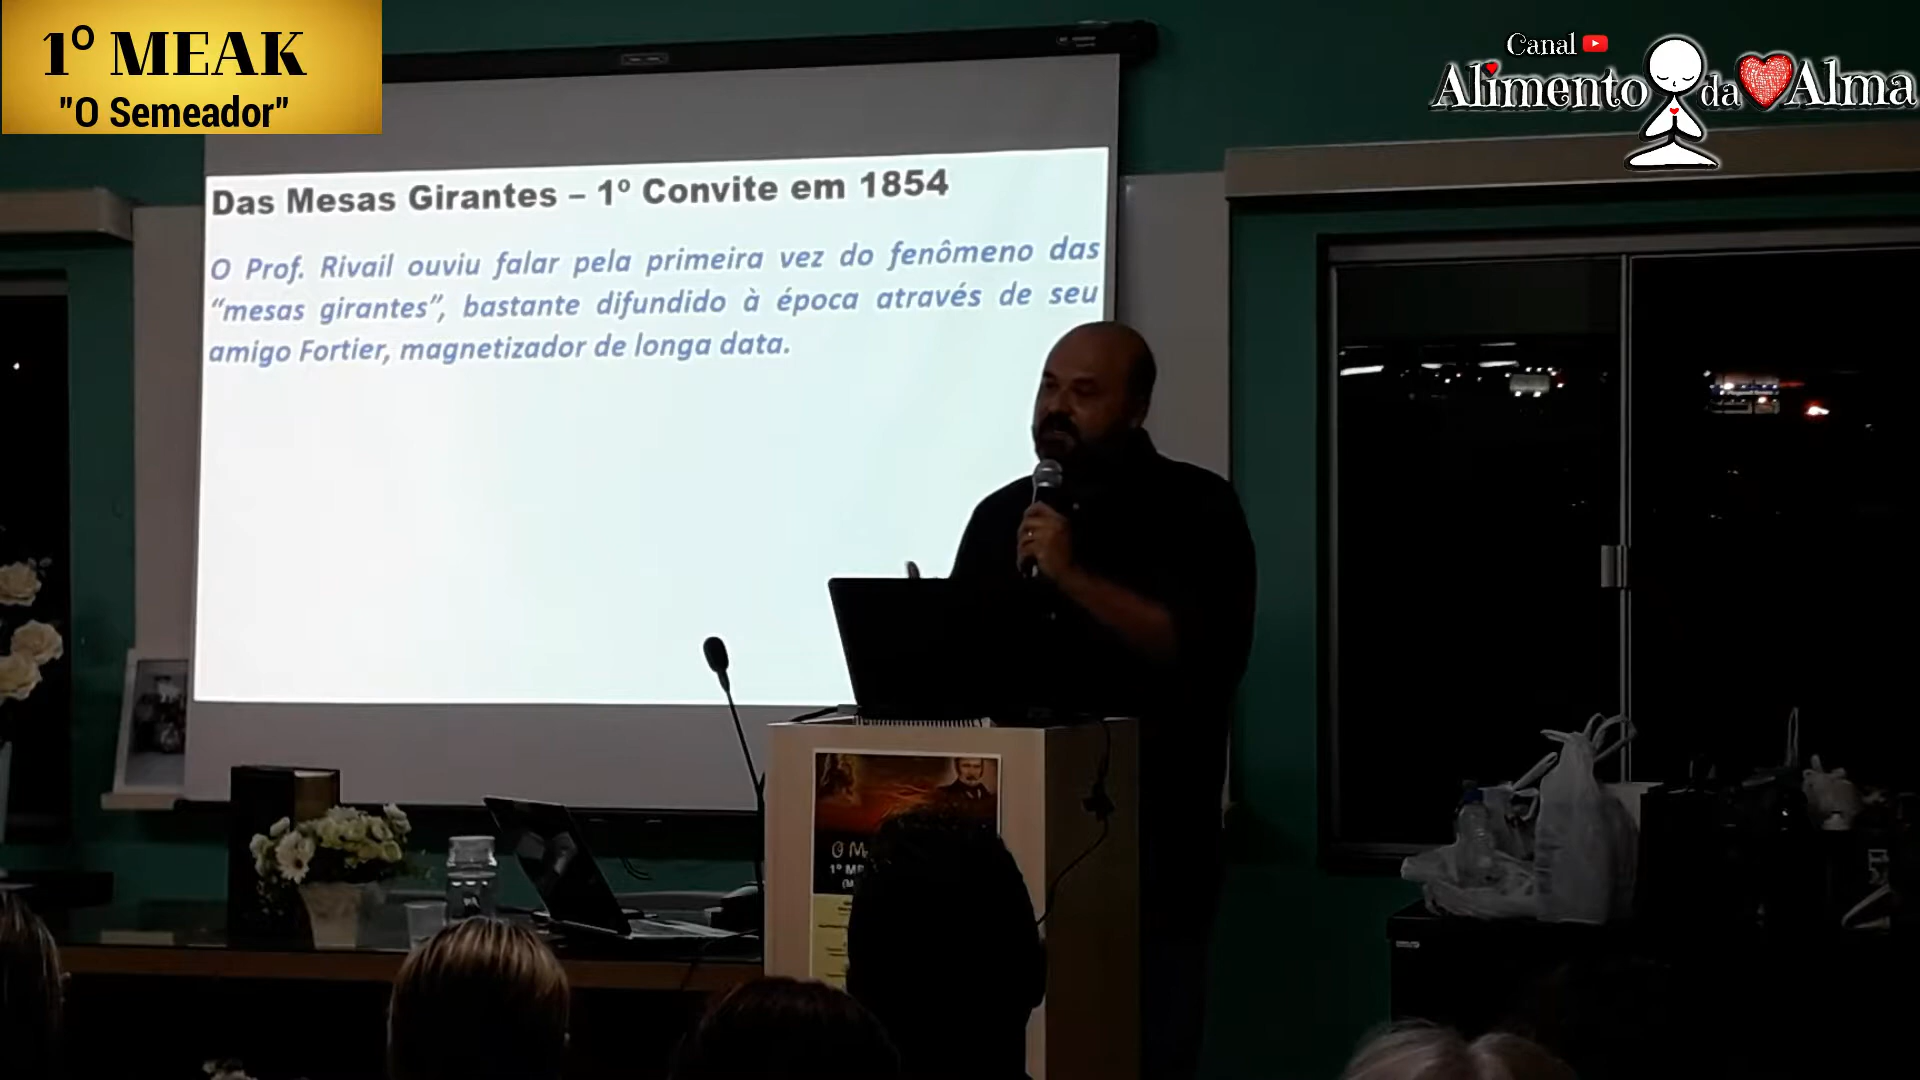 1º MEAK
"O Semeador"
Canal
Alimento da Alma
Das Mesas Girantes – 1º Convite em 1854
O Prof. Rivail ouviu falar pela primeira vez do fenômeno das
“mesas girantes”, bastante difundido à época através de seu
amigo Fortier, magnetizador de longa data.
1º